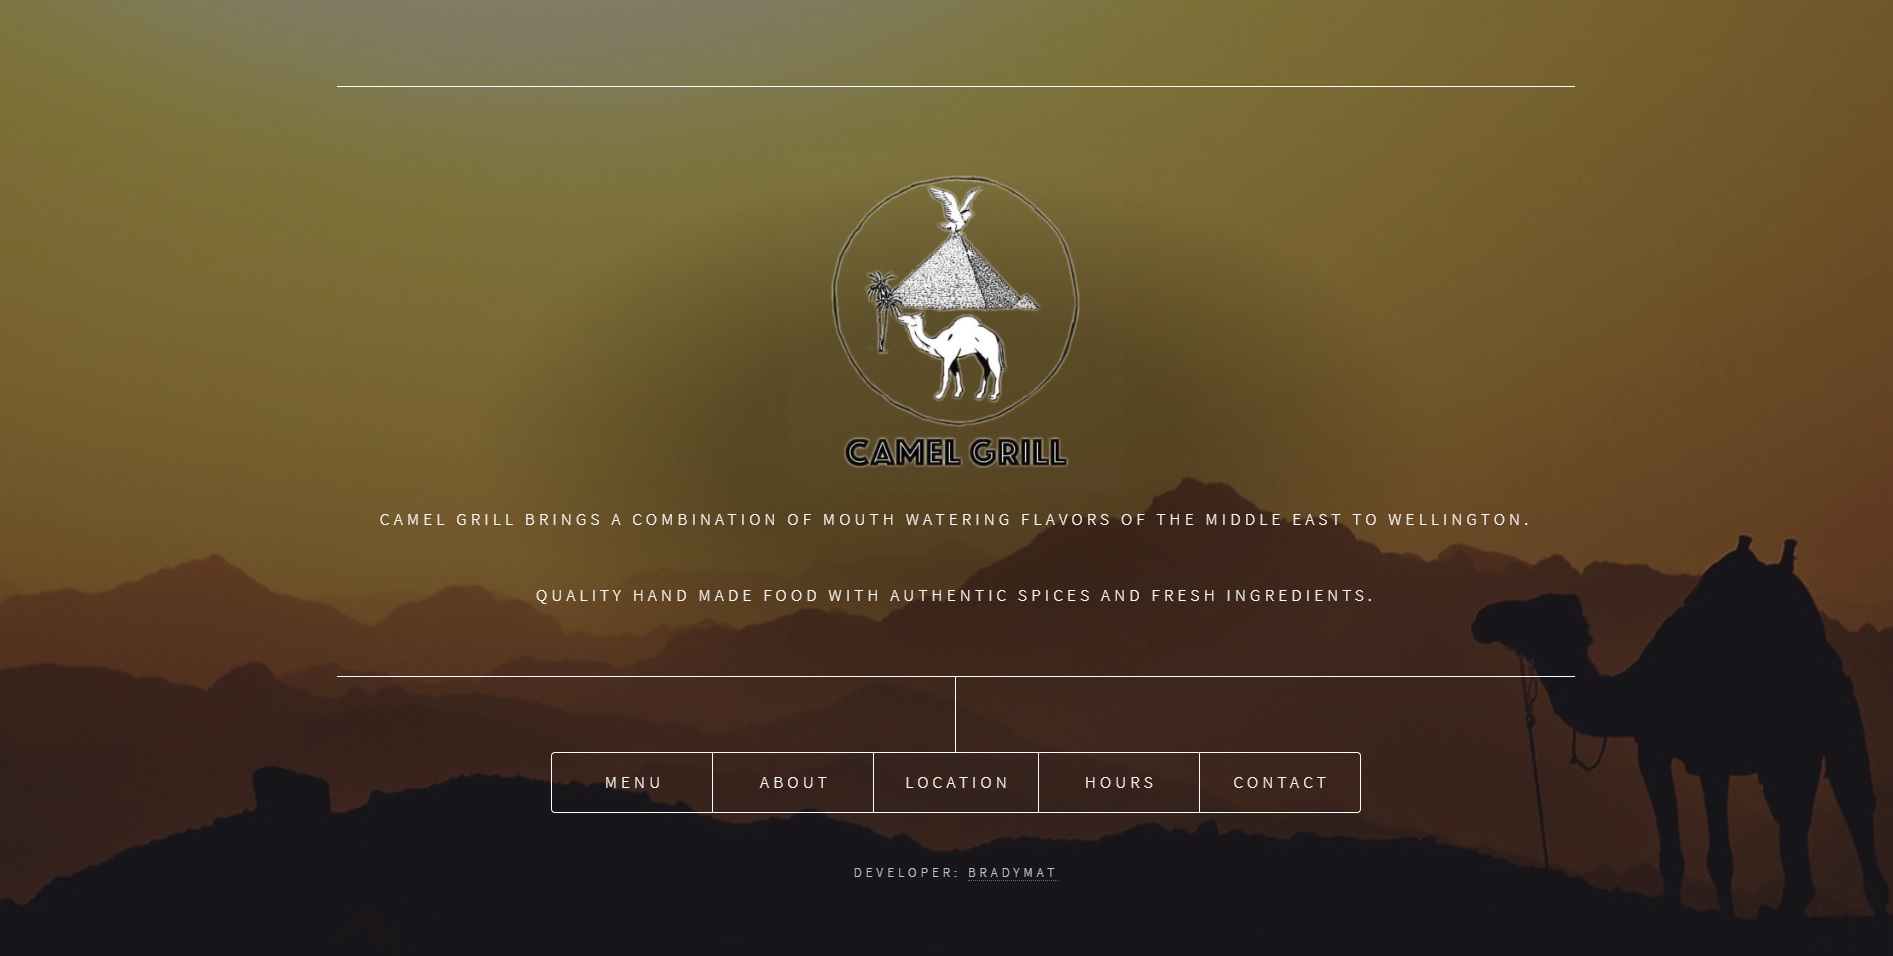 CAMEL GRILL
CAMEL GRILL BRINGS A COMBINATION OF MOUTH WATERING FLAVORS OF THE MIDDLE EAST TO WELLINGTON.
QUALITY HAND MADE FOOD WITH AUTHENTIC SPICES AND FRESH INGREDIENTS.
MENU ABOUT LOCATION HOURS CONTACT
DEVELOPER: BRADYMAT